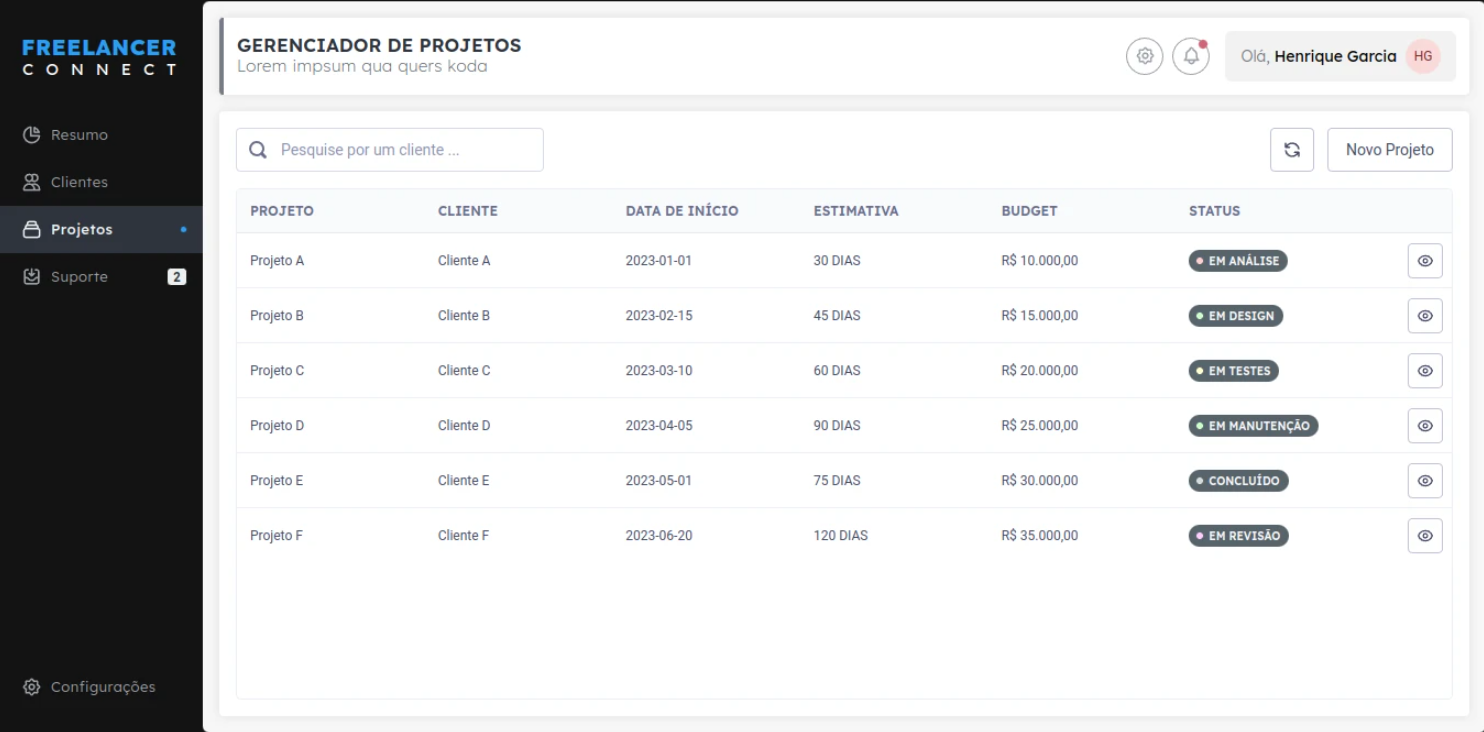 FREELANCER
CONNECT
Resumo
Clientes
Projetos
Suporte 2
Configurações
GERENCIADOR DE PROJETOS
Lorem impsum qua quers koda
Olá, Henrique Garcia HG
Pesquise por um cliente ...
Novo Projeto
PROJETO CLIENTE DATA DE INÍCIO ESTIMATIVA BUDGET STATUS
Projeto A Cliente A 2023-01-01 30 DIAS R$ 10.000,00 EM ANÁLISE
Projeto B Cliente B 2023-02-15 45 DIAS R$ 15.000,00 EM DESIGN
Projeto C Cliente C 2023-03-10 60 DIAS R$ 20.000,00 EM TESTES
Projeto D Cliente D 2023-04-05 90 DIAS R$ 25.000,00 EM MANUTENÇÃO
Projeto E Cliente E 2023-05-01 75 DIAS R$ 30.000,00 CONCLUÍDO
Projeto F Cliente F 2023-06-20 120 DIAS R$ 35.000,00 EM REVISÃO